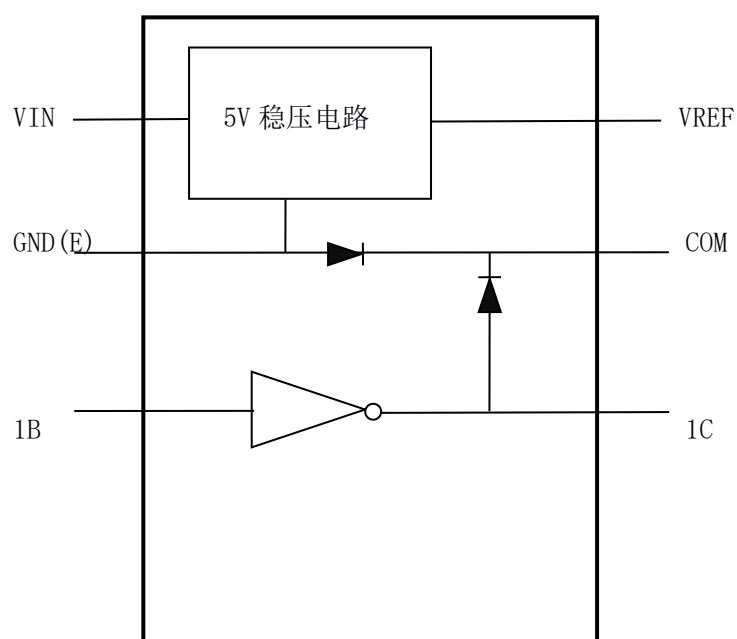 VIN
5V 稳压电路
VREF
GND(E)
COM
1B
1C